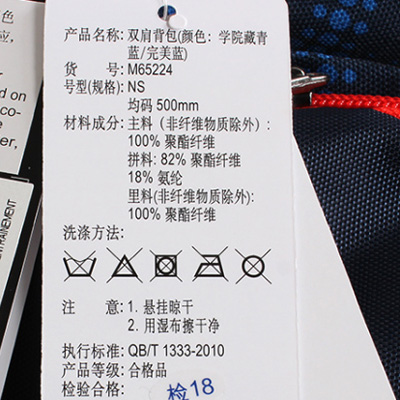 产品名称: 双肩背包(颜色: 学院藏青
蓝/完美蓝)
货 号: M65224
号型(规格): NS
均码 500mm
材料成分: 主料（非纤维物质除外）:
100% 聚酯纤维
拼料: 82% 聚酯纤维
18% 氨纶
里料(非纤维物质除外):
100% 聚酯纤维
洗涤方法:
注 意: 1. 悬挂晾干
2. 用湿布擦干净
执行标准: QB/T 1333-2010
产品等级: 合格品
检验合格: 检18
d on
co-
her,
ENTRAINEMENT